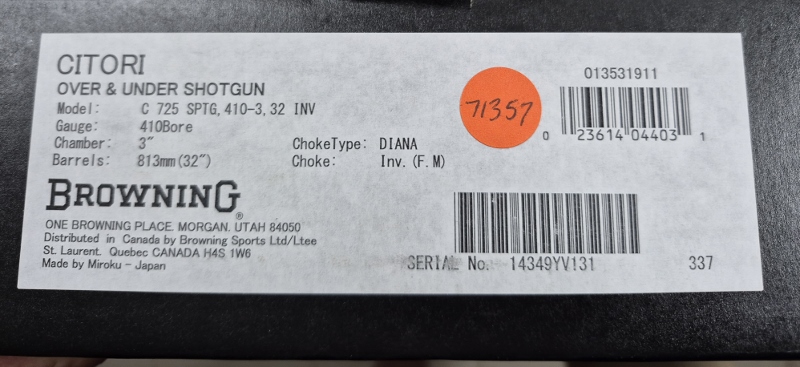 CITORI
OVER & UNDER SHOTGUN
Model: C 725 SPTG, 410-3, 32 INV
Gauge: 410Bore
Chamber: 3" ChokeType: DIANA
Barrels: 813mm(32") Choke: Inv.(F.M)
71357
013531911
0 23614 04403 1
BROWNING®
ONE BROWNING PLACE. MORGAN. UTAH 84050
Distributed in Canada by Browning Sports Ltd/Ltee
St. Laurent. Quebec CANADA H4S 1W6
Made by Miroku - Japan
SERIAL No. 14349YV131
337